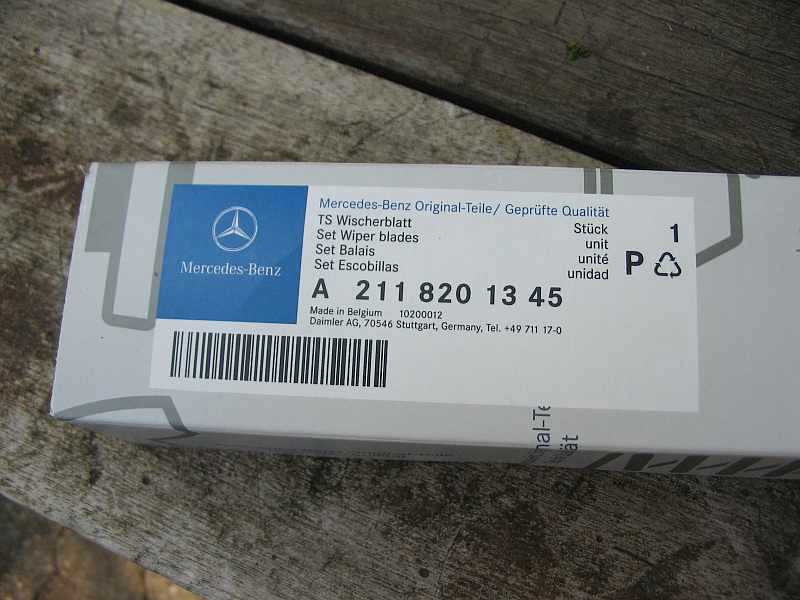 Mercedes-Benz
Mercedes-Benz Original-Teile/ Geprüfte Qualität
TS Wischerblatt
Set Wiper blades
Set Balais
Set Escobillas
Stück
unit
unité
unidad
1
P
A 211 820 13 45
Made in Belgium 10200012
Daimler AG, 70546 Stuttgart, Germany, Tel. +49 711 17-0